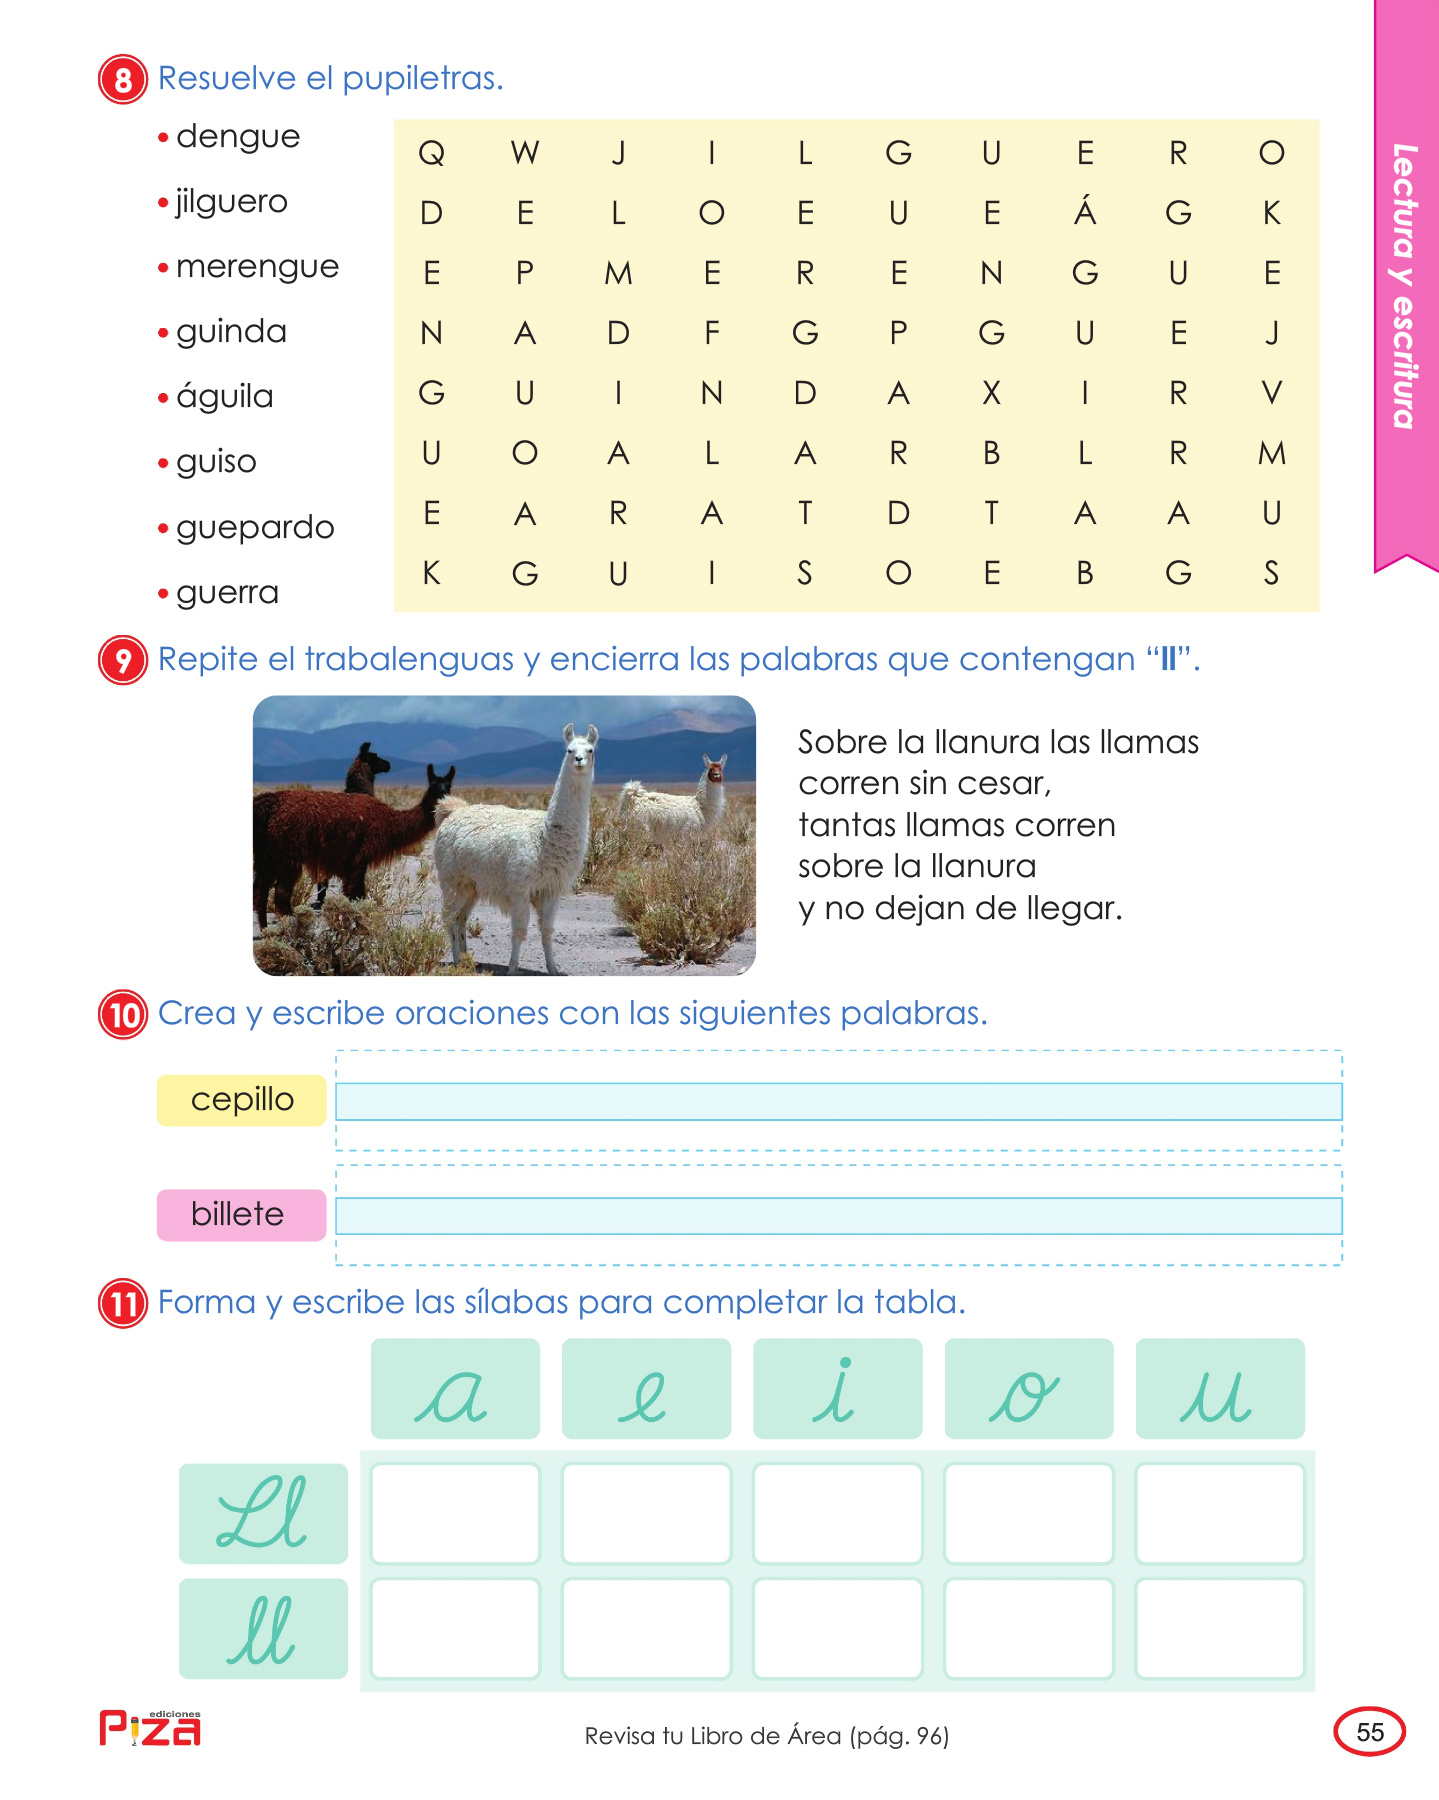 8 Resuelve el pupiletras.
• dengue
• jilguero
• merengue
• guinda
• águila
• guiso
• guepardo
• guerra
Q W J I L G U E R O
D E L O E U E Á G K
E P M E R E N G U E
N A D F G P G U E J
G U I N D A X I R V
U O A L A R B L R M
E A R A T D T A A U
K G U I S O E B G S
Lectura y escritura
9 Repite el trabalenguas y encierra las palabras que contengan “ll”.
Sobre la llanura las llamas
corren sin cesar,
tantas llamas corren
sobre la llanura
y no dejan de llegar.
10 Crea y escribe oraciones con las siguientes palabras.
cepillo
billete
11 Forma y escribe las sílabas para completar la tabla.
a e i o u
Ll
ll
ediciones
Piza
Revisa tu Libro de Área (pág. 96)
55